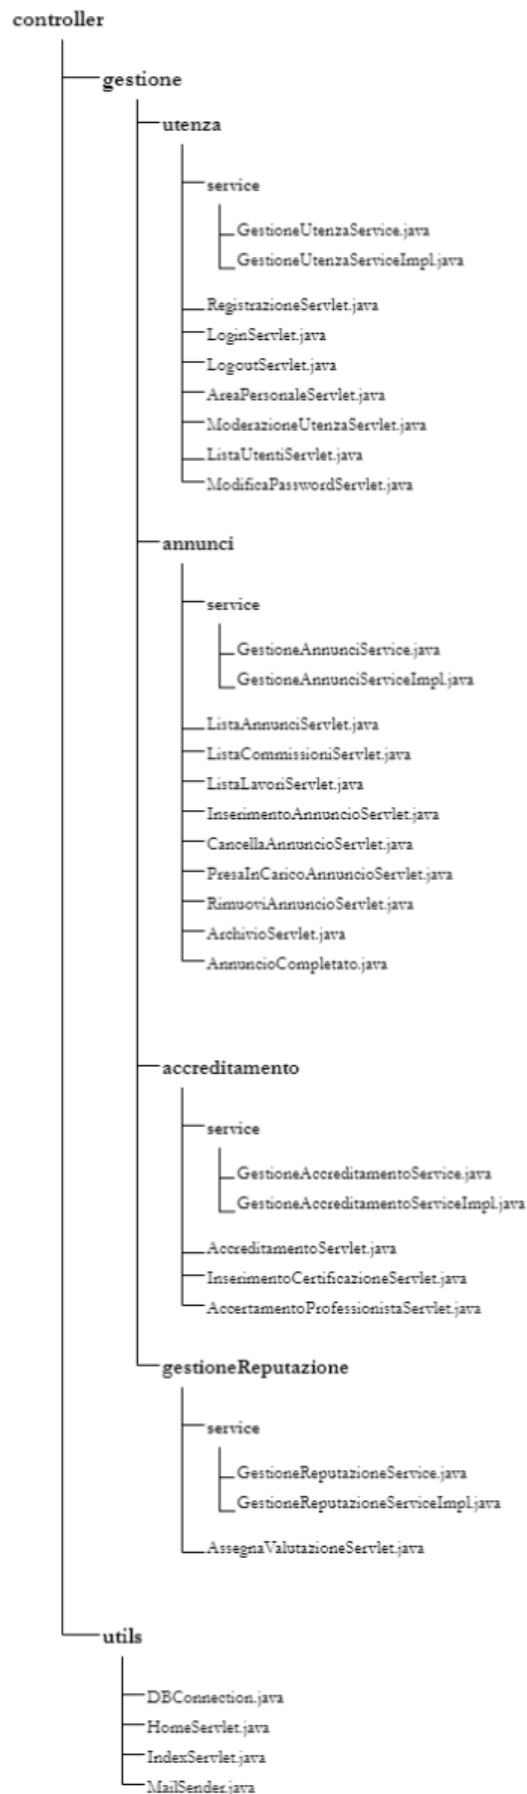 controller
gestione
utenza
service
GestioneUtenzaService.java
GestioneUtenzaServiceImpl.java
RegistrazioneServlet.java
LoginServlet.java
LogoutServlet.java
AreaPersonaleServlet.java
ModerazioneUtenzaServlet.java
ListaUtentiServlet.java
ModificaPasswordServlet.java
annunci
service
GestioneAnnunciService.java
GestioneAnnunciServiceImpl.java
ListaAnnunciServlet.java
ListaCommissioniServlet.java
ListaLavoriServlet.java
InserimentoAnnuncioServlet.java
CancellaAnnuncioServlet.java
PresaInCaricoAnnuncioServlet.java
RimuoviAnnuncioServlet.java
ArchivioServlet.java
AnnuncioCompletato.java
accreditamento
service
GestioneAccreditamentoService.java
GestioneAccreditamentoServiceImpl.java
AccreditamentoServlet.java
InserimentoCertificazioneServlet.java
AccertamentoProfessionistaServlet.java
gestioneReputazione
service
GestioneReputazioneService.java
GestioneReputazioneServiceImpl.java
AssegnaValutazioneServlet.java
utils
DBConnection.java
HomeServlet.java
IndexServlet.java
MailSender.java